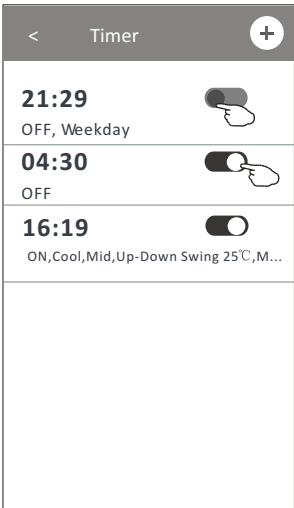 < Timer +
21:29
OFF, Weekday
04:30
OFF
16:19
ON,Cool,Mid,Up-Down Swing 25℃,M...